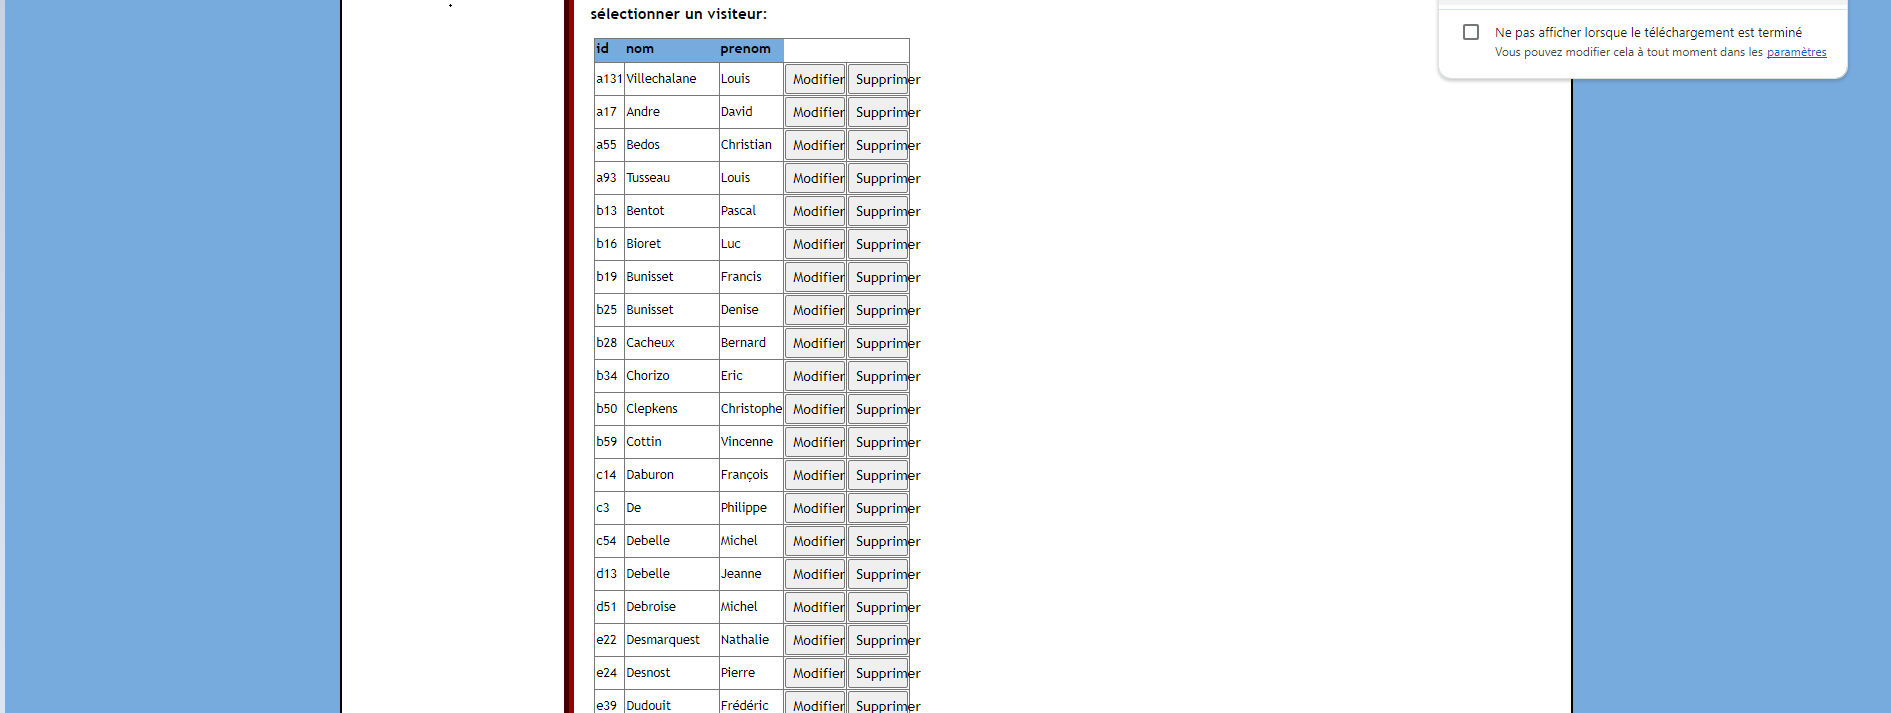 sélectionner un visiteur:
Ne pas afficher lorsque le téléchargement est terminé
Vous pouvez modifier cela à tout moment dans les paramètres
id nom prenom
a131 Villechalane Louis Modifier Supprimer
a17 Andre David Modifier Supprimer
a55 Bedos Christian Modifier Supprimer
a93 Tusseau Louis Modifier Supprimer
b13 Bentot Pascal Modifier Supprimer
b16 Bioret Luc Modifier Supprimer
b19 Bunisset Francis Modifier Supprimer
b25 Bunisset Denise Modifier Supprimer
b28 Cacheux Bernard Modifier Supprimer
b34 Chorizo Eric Modifier Supprimer
b50 Clepkens Christophe Modifier Supprimer
b59 Cottin Vincenne Modifier Supprimer
c14 Daburon François Modifier Supprimer
c3 De Philippe Modifier Supprimer
c54 Debelle Michel Modifier Supprimer
d13 Debelle Jeanne Modifier Supprimer
d51 Debroise Michel Modifier Supprimer
e22 Desmarquest Nathalie Modifier Supprimer
e24 Desnost Pierre Modifier Supprimer
e39 Dudouit Frédéric Modifier Supprimer